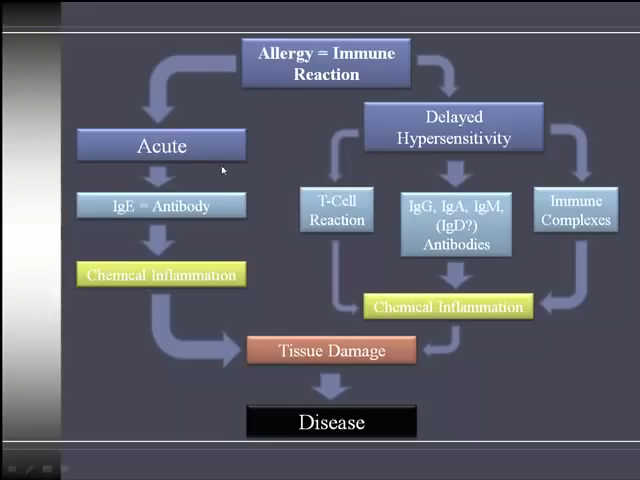 Allergy = Immune
Reaction
Delayed
Hypersensitivity
Acute
T-Cell
Reaction
IgG, IgA, IgM,
(IgD?)
Antibodies
Immune
Complexes
IgE = Antibody
Chemical Inflammation
Chemical Inflammation
Tissue Damage
Disease